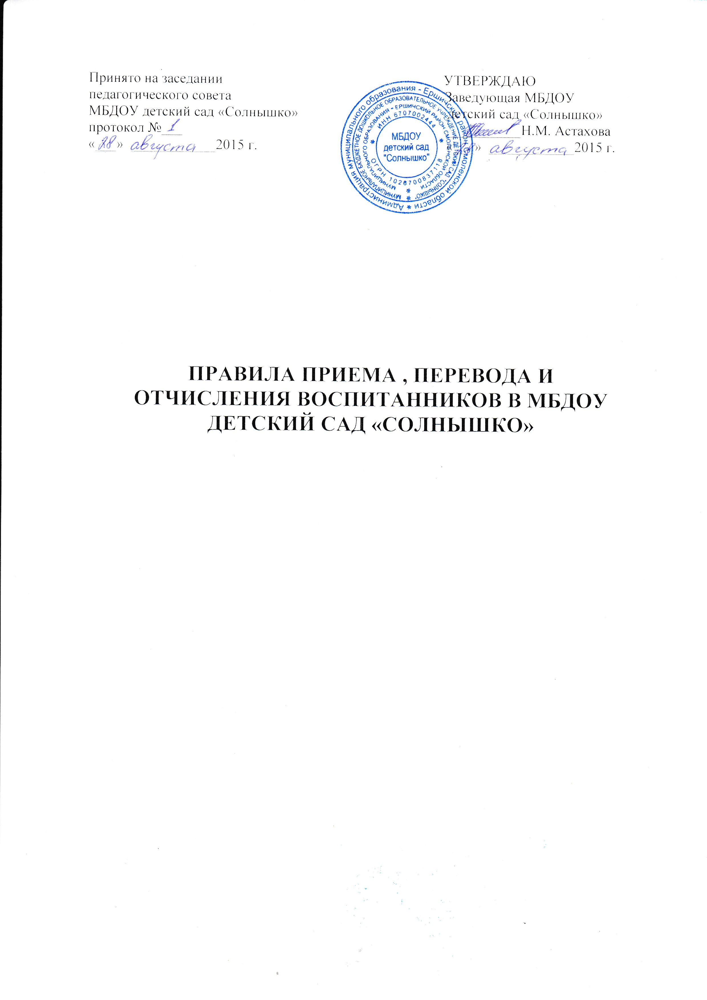 Принято на заседании
педагогического совета
МБДОУ детский сад «Солнышко»
протокол № 1
«28» августа 2015 г.
УТВЕРЖДАЮ
Заведующая МБДОУ
детский сад «Солнышко»
Н.М. Астахова
«28» августа 2015 г.
Администрация муниципального образования - Ершичский район Смоленской области
МУНИЦИПАЛЬНОЕ БЮДЖЕТНОЕ ДОШКОЛЬНОЕ ОБРАЗОВАТЕЛЬНОЕ УЧРЕЖДЕНИЕ ДЕТСКИЙ САД "СОЛНЫШКО"
МУНИЦИПАЛЬНОГО ОБРАЗОВАНИЯ - ЕРШИЧСКИЙ РАЙОН СМОЛЕНСКОЙ ОБЛАСТИ
ИНН 6707002444
ОГРН 1026700837118
МБДОУ
детский сад
"Солнышко"
ПРАВИЛА ПРИЕМА , ПЕРЕВОДА И
ОТЧИСЛЕНИЯ ВОСПИТАННИКОВ В МБДОУ
ДЕТСКИЙ САД «СОЛНЫШКО»